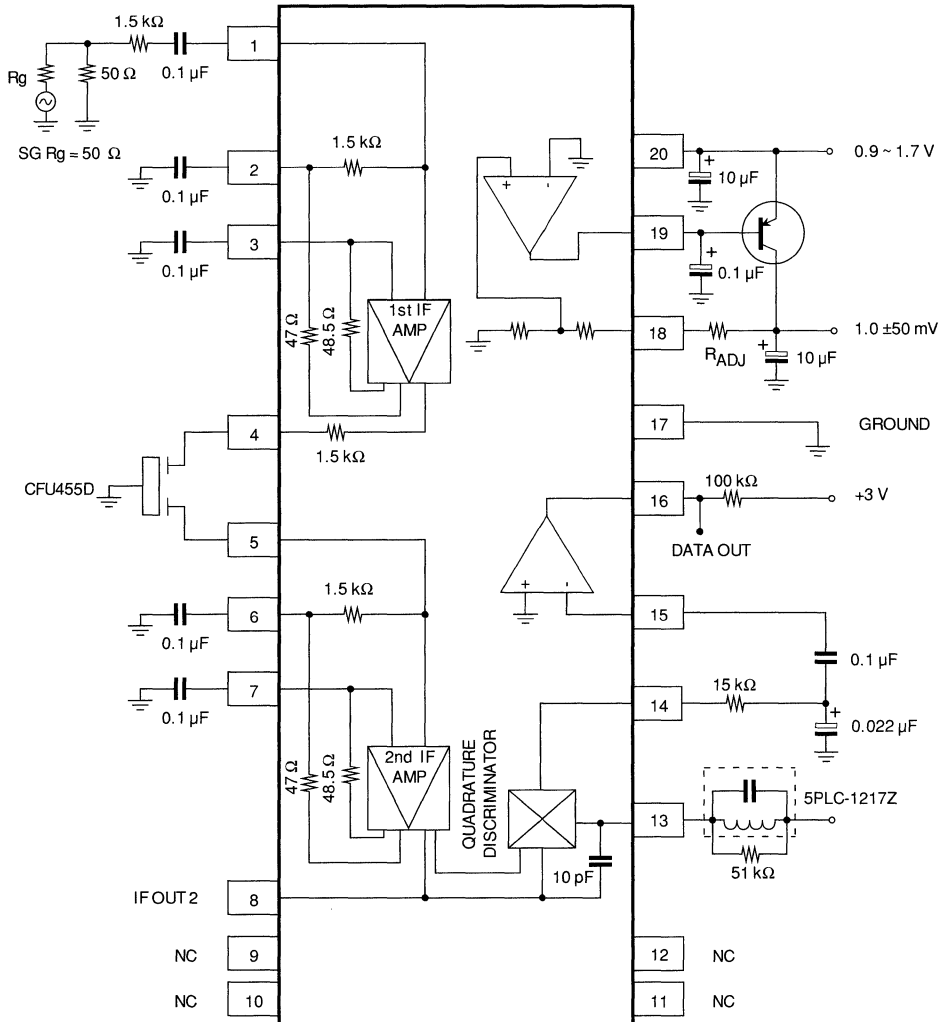 1.5 kΩ
1
Rg
50 Ω
0.1 µF
SG Rg = 50 Ω
1.5 kΩ
2
0.1 µF
3
0.1 µF
47 Ω
48.5 Ω
1st IF
AMP
4
1.5 kΩ
CFU455D
5
1.5 kΩ
6
0.1 µF
7
0.1 µF
47 Ω
48.5 Ω
2nd IF
AMP
QUADRATURE
DISCRIMINATOR
10 pF
IF OUT 2
8
NC
9
NC
10
+
-
20
+
10 µF
0.9 ~ 1.7 V
19
+
0.1 µF
18
RADJ
+
10 µF
1.0 ±50 mV
17
GROUND
16
100 kΩ
+3 V
DATA OUT
+
-
15
0.1 µF
14
15 kΩ
+
0.022 µF
13
5PLC-1217Z
51 kΩ
12
NC
11
NC